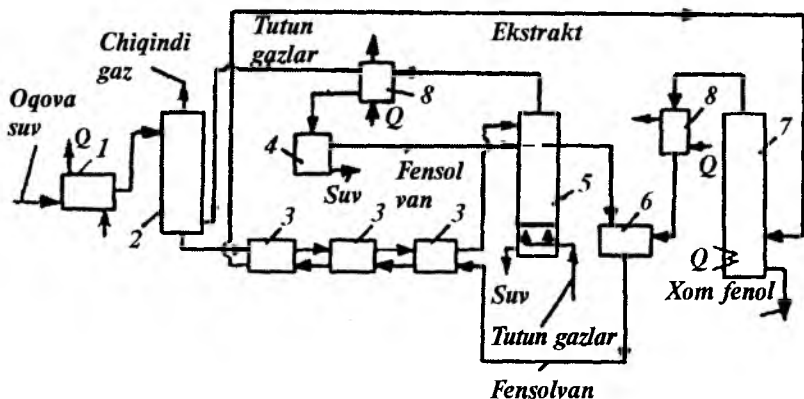 Tutun
gazlar
Ekstrakt
Chiqindi
gaz
Oqova
suv
Q
1
2
8
Q
4
Suv
Fensol
van
3
3
3
5
Suv
Tutun gazlar
6
8
Q
7
Q
Xom fenol
Fensolvan